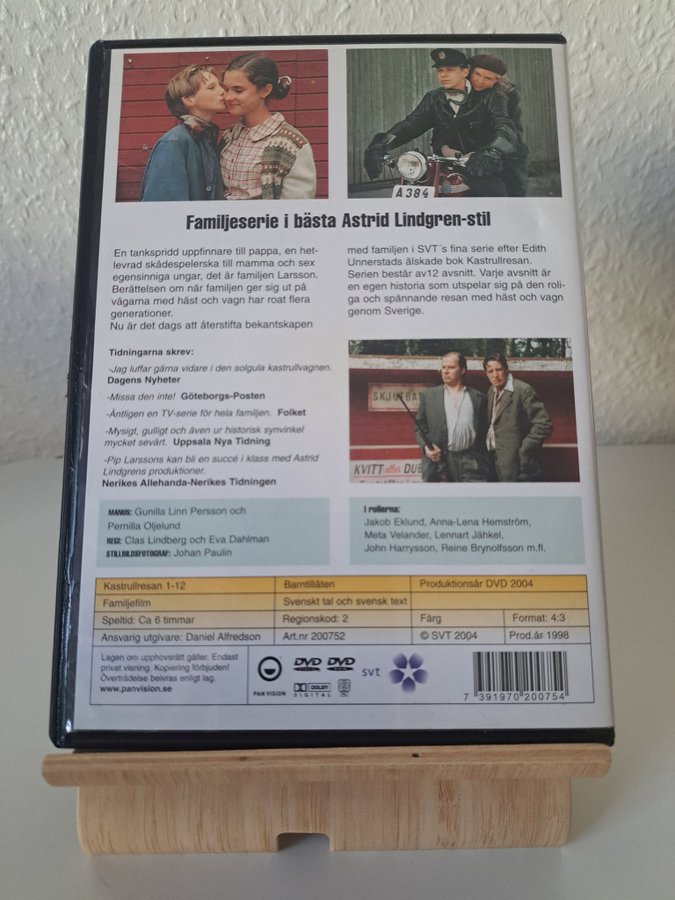 A 384
Familjeserie i bästa Astrid Lindgren-stil
En tankspridd uppfinnare till pappa, en het-
levrad skådespelerska till mamma och sex
egensinniga ungar, det är familjen Larsson.
Berättelsen om när familjen ger sig ut på
vägarna med häst och vagn har roat flera
generationer.
Nu är det dags att återstifta bekantskapen
med familjen i SVT´s fina serie efter Edith
Unnerstads älskade bok Kastrullresan.
Serien består av12 avsnitt. Varje avsnitt är
en egen historia som utspelar sig på den roli-
ga och spännande resan med häst och vagn
genom Sverige.
Tidningarna skrev:
-Jag luffar gärna vidare i den solgula kastrullvagnen.
Dagens Nyheter
-Missa den inte! Göteborgs-Posten
-Äntligen en TV-serie för hela familjen. Folket
-Mysigt, gulligt och även ur historisk synvinkel
mycket sevärt. Uppsala Nya Tidning
-Pip Larssons kan bli en succé i klass med Astrid
Lindgrens produktioner.
Nerikes Allehanda-Nerikes Tidningen
SKJUTBA
KVITT eller DUB
MANUS: Gunilla Linn Persson och
Pernilla Oljelund
REGI: Clas Lindberg och Eva Dahlman
STILLBILDSFOTOGRAF: Johan Paulin
I rollerna:
Jakob Eklund, Anna-Lena Hemström,
Meta Velander, Lennart Jähkel,
John Harrysson, Reine Brynolfsson m.fl.
Kastrullresan 1-12 Barntillåten Produktionsår DVD 2004
Familjefilm Svenskt tal och svensk text
Speltid: Ca 6 timmar Regionskod: 2 Färg Format: 4:3
Ansvarig utgivare: Daniel Alfredson Art.nr 200752 © SVT 2004 Prod.år 1998
Lagen om upphovsrätt gäller. Endast
privat visning. Kopiering förbjuden!
Överträdelse beivras enligt lag.
www.panvision.se
PAN VISION
DVD DVD
DOLBY
DIGITAL
svt
7 391970 200754